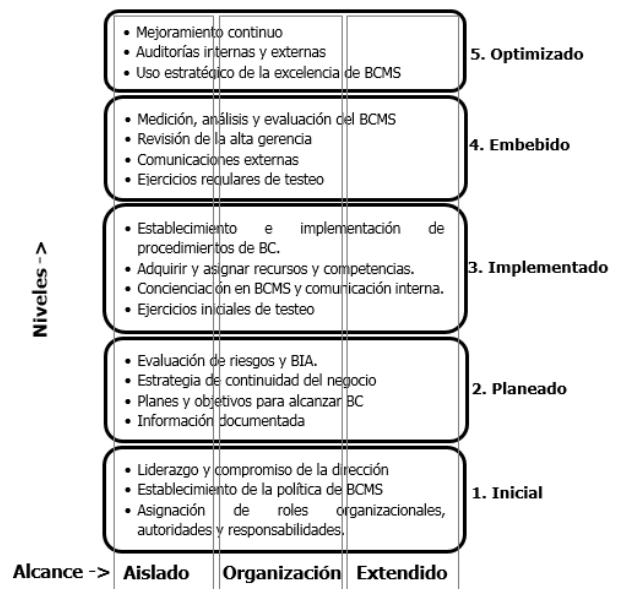 • Mejoramiento continuo
• Auditorías internas y externas
• Uso estratégico de la excelencia de BCMS
5. Optimizado
• Medición, análisis y evaluación del BCMS
• Revisión de la alta gerencia
• Comunicaciones externas
• Ejercicios regulares de testeo
4. Embebido
• Establecimiento e implementación de
procedimientos de BC.
• Adquirir y asignar recursos y competencias.
• Concienciación en BCMS y comunicación interna.
• Ejercicios iniciales de testeo
3. Implementado
Niveles ->
• Evaluación de riesgos y BIA.
• Estrategia de continuidad del negocio
• Planes y objetivos para alcanzar BC
• Información documentada
2. Planeado
• Liderazgo y compromiso de la dirección
• Establecimiento de la política de BCMS
• Asignación de roles organizacionales,
autoridades y responsabilidades.
1. Inicial
Alcance -> Aislado Organización Extendido